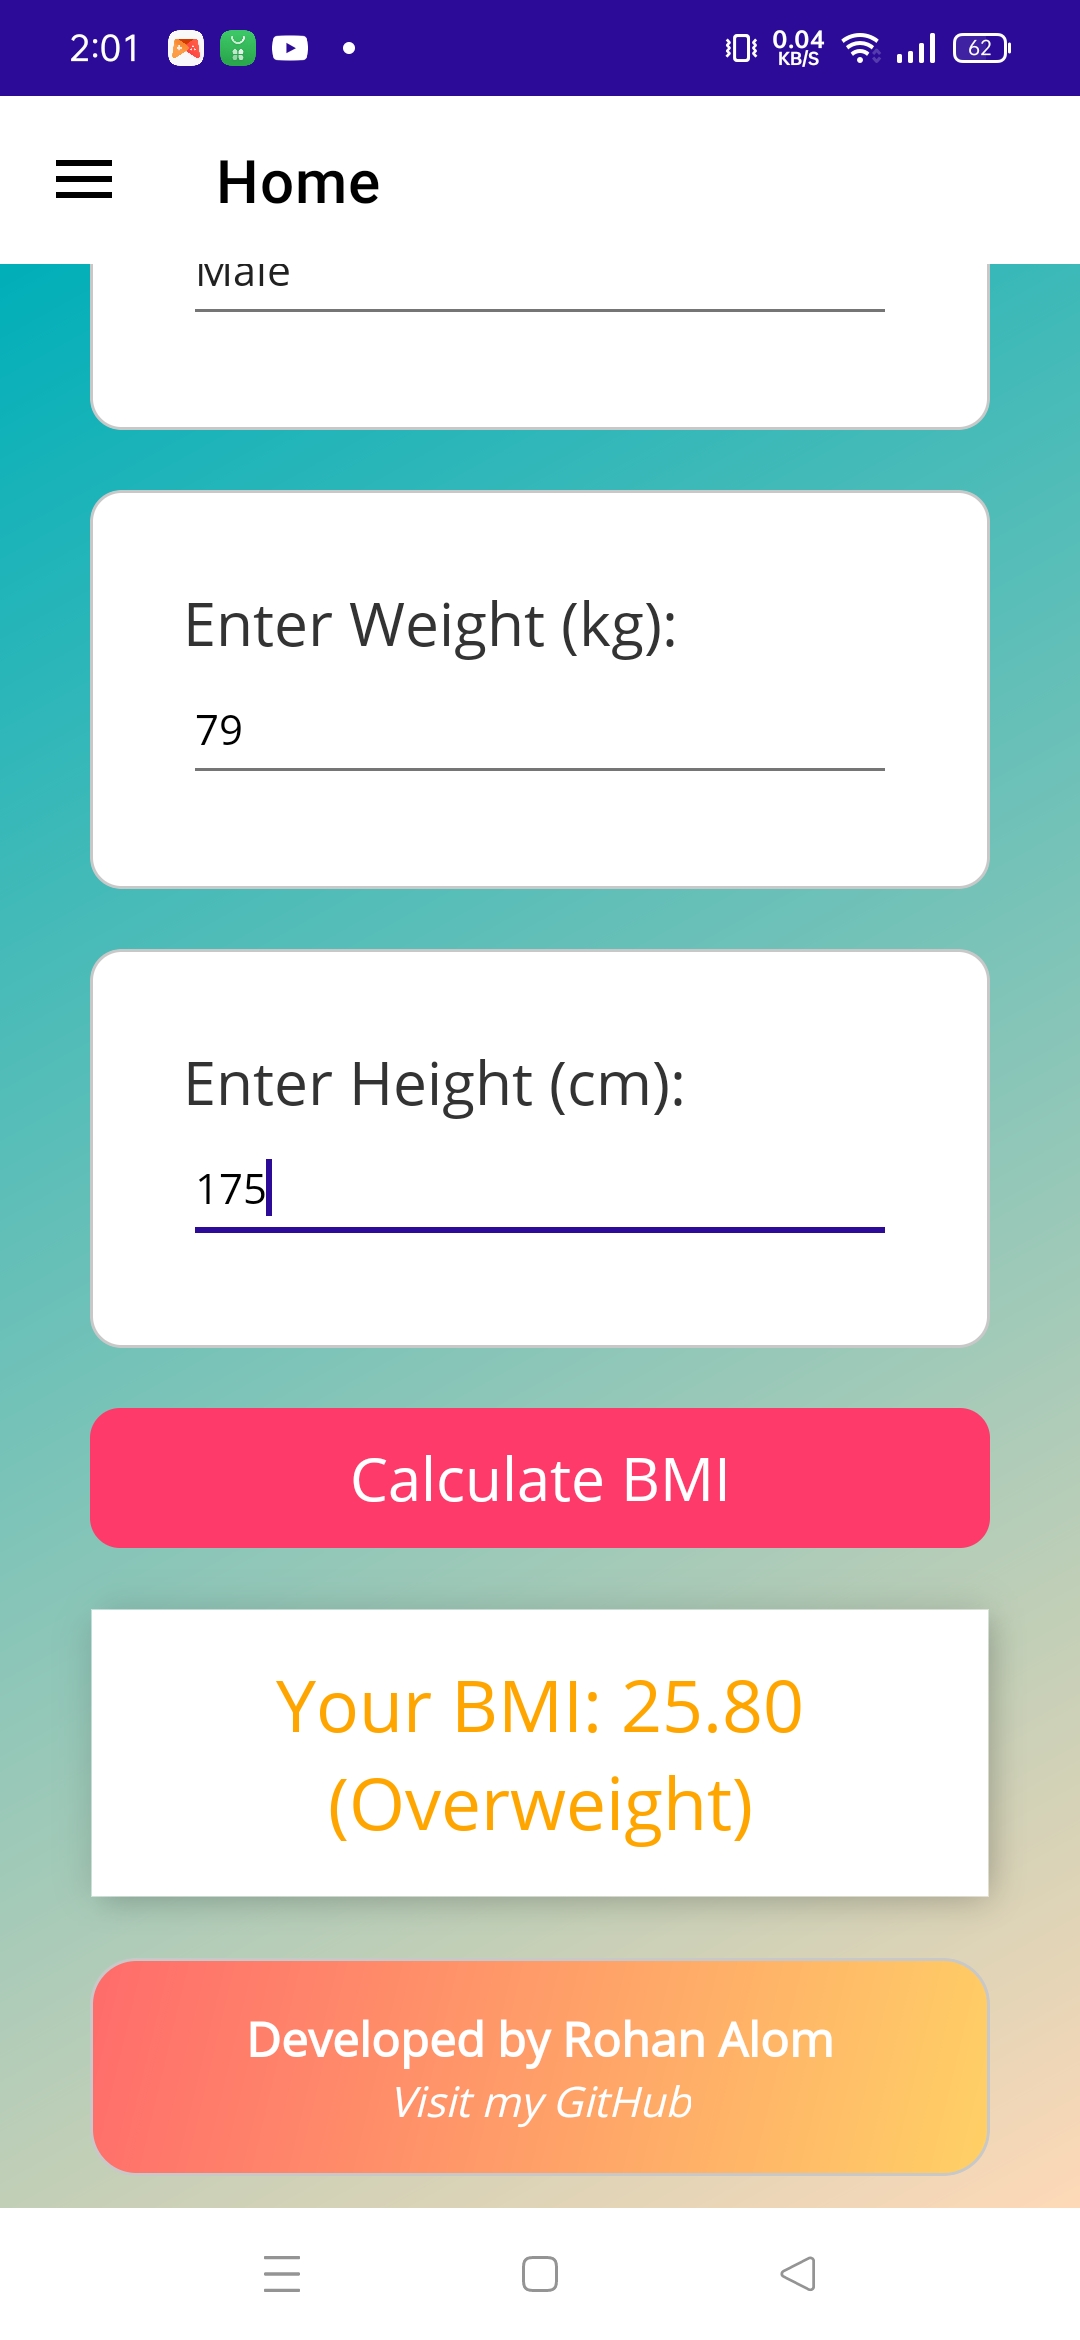 2:01
0.04
KB/S
62
Home
Male
Enter Weight (kg):
79
Enter Height (cm):
175
Calculate BMI
Your BMI: 25.80
(Overweight)
Developed by Rohan Alom
Visit my GitHub